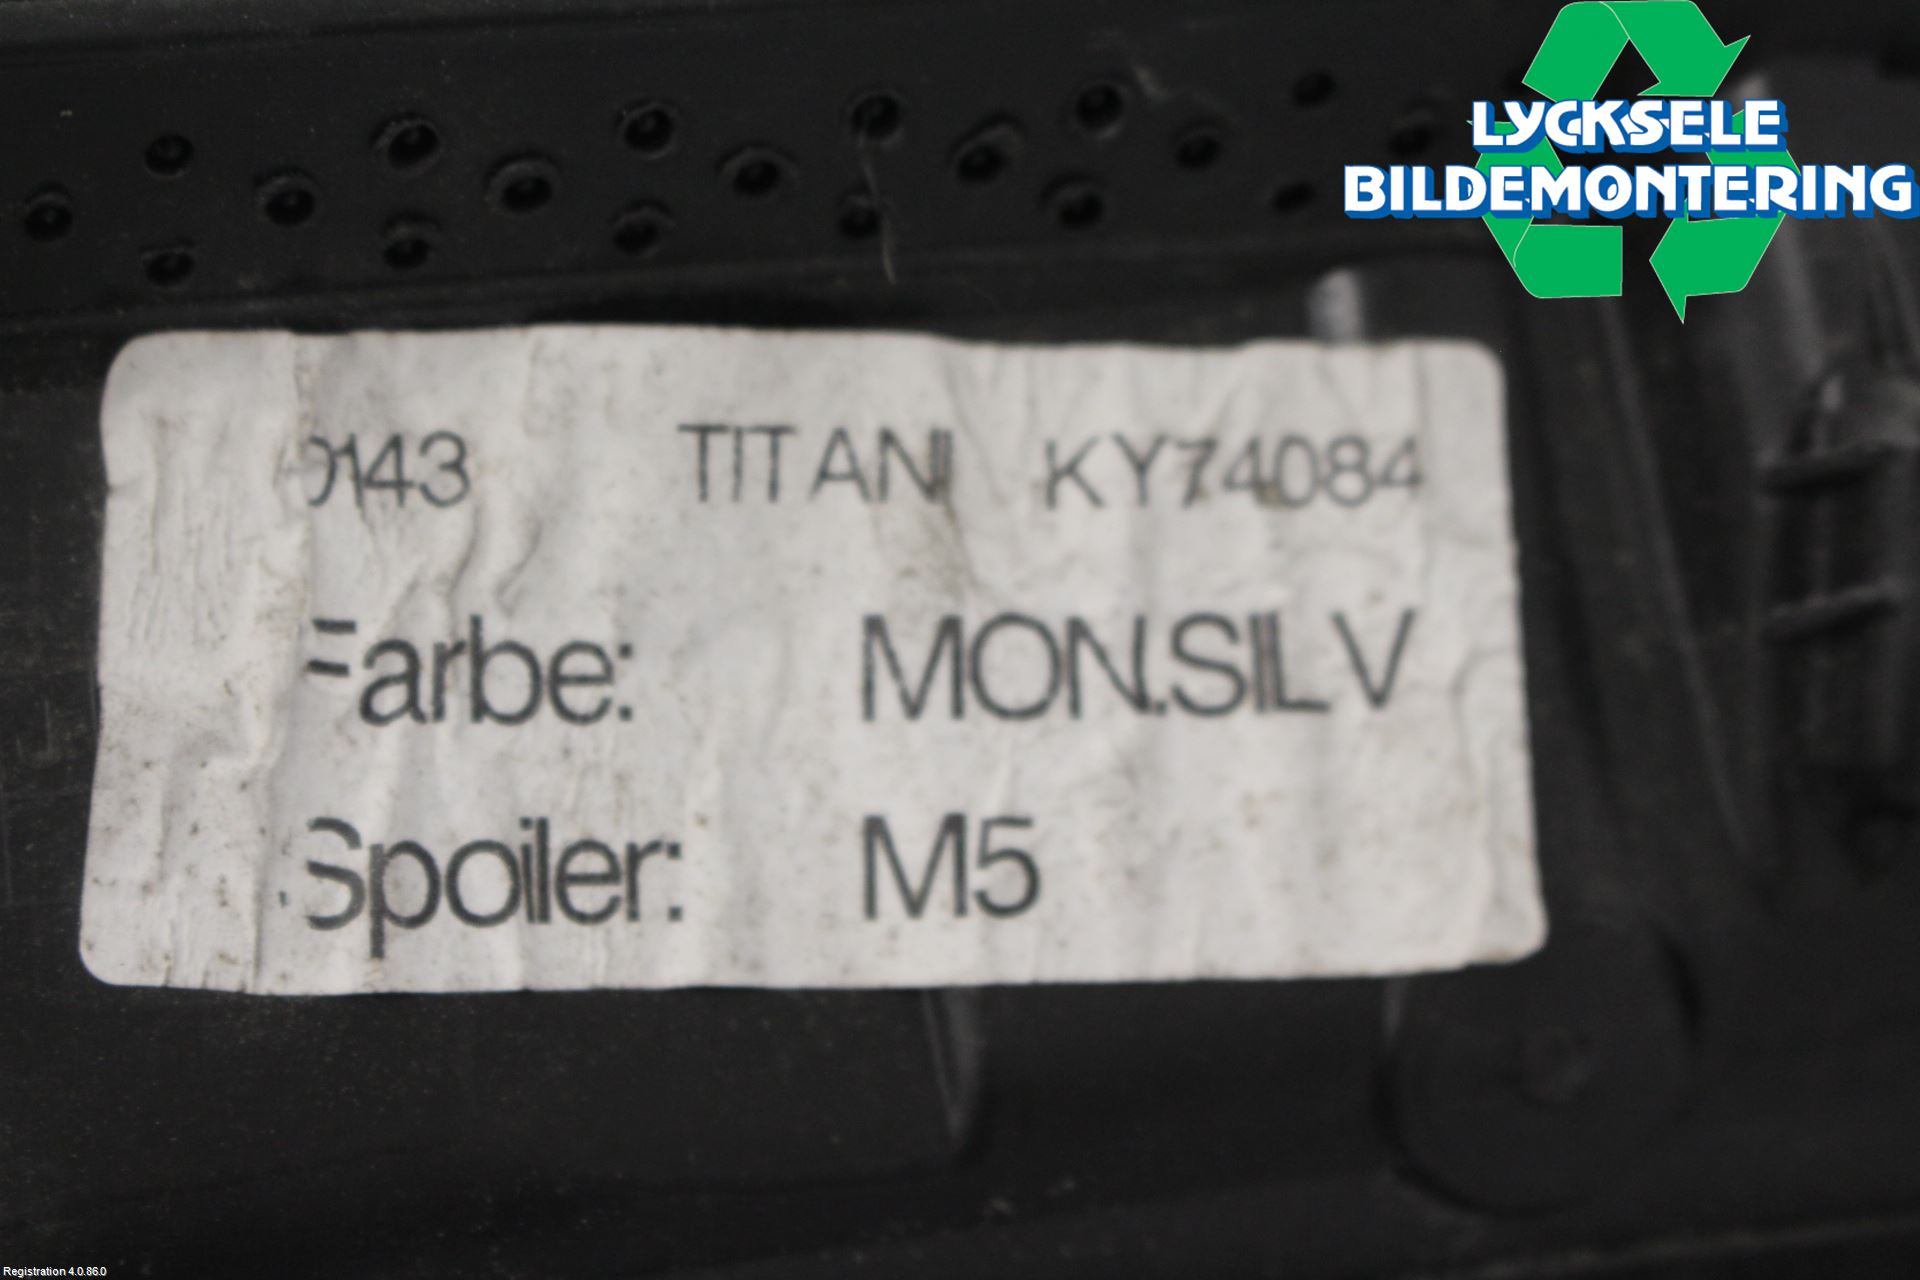 LYCKSELE
BILDEMONTERING
0143 TITANI KY74084
Farbe: MON.SILV
Spoiler: M5
Registration 4.0.86.0